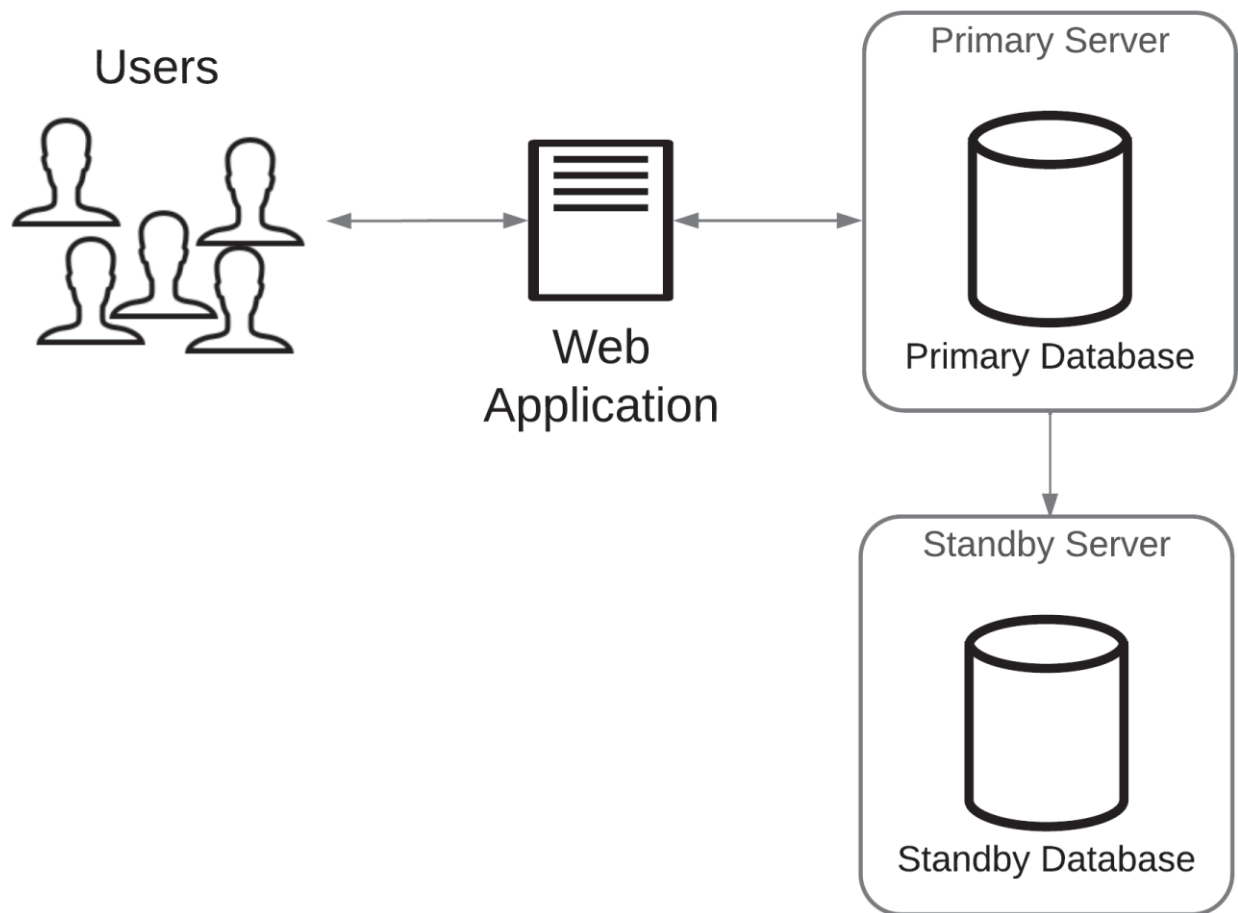 Users
Web
Application
Primary Server
Primary Database
Standby Server
Standby Database